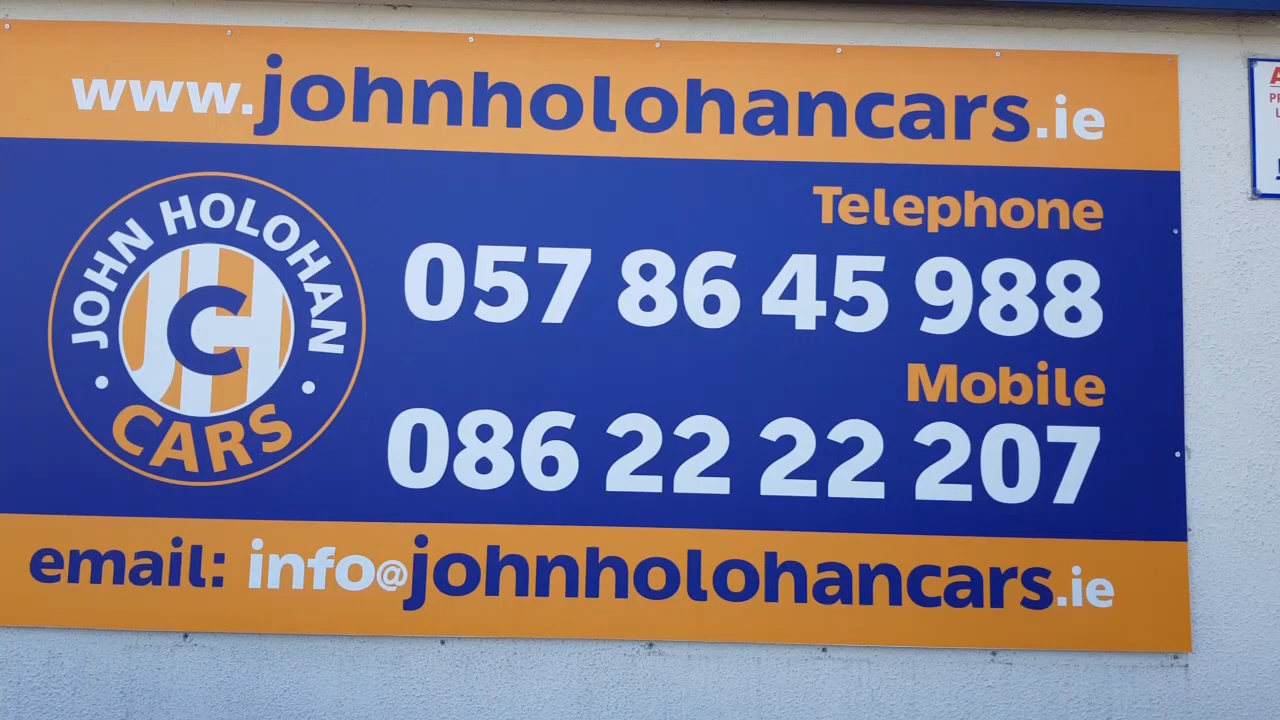 www.johnholohancars.ie
JOHN HOLOHAN
JHC
CARS
Telephone
057 86 45 988
Mobile
086 22 22 207
email: info@johnholohancars.ie